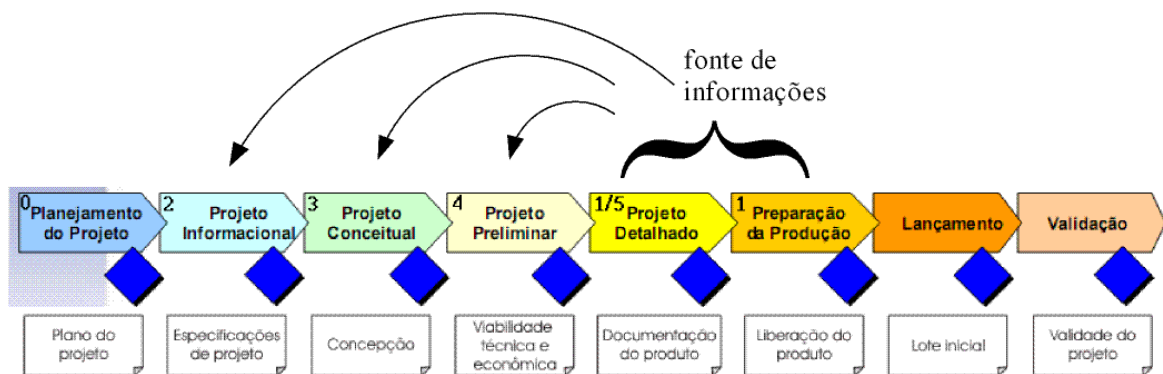 fonte de
informações
0
Planejamento
do Projeto
2
Projeto
Informacional
3
Projeto
Conceitual
4
Projeto
Preliminar
1/5
Projeto
Detalhado
1
Preparação
da Produção
Lançamento
Validação
Plano do
projeto
Especificações
de projeto
Concepção
Viabilidade
técnica e
econômica
Documentação
do produto
Liberação do
produto
Lote inicial
Validade do
projeto